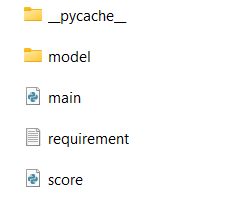 __pycache__
model
main
requirement
score